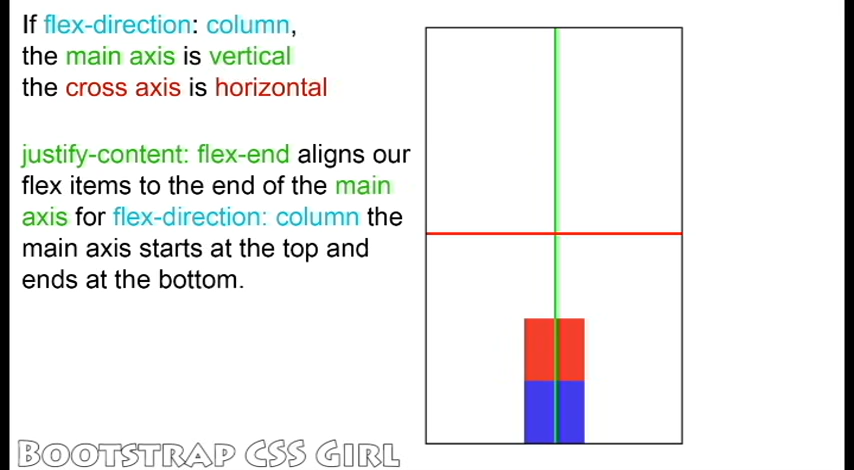 If flex-direction: column,
the main axis is vertical
the cross axis is horizontal
justify-content: flex-end aligns our
flex items to the end of the main
axis for flex-direction: column the
main axis starts at the top and
ends at the bottom.
Bootstrap CSS Girl